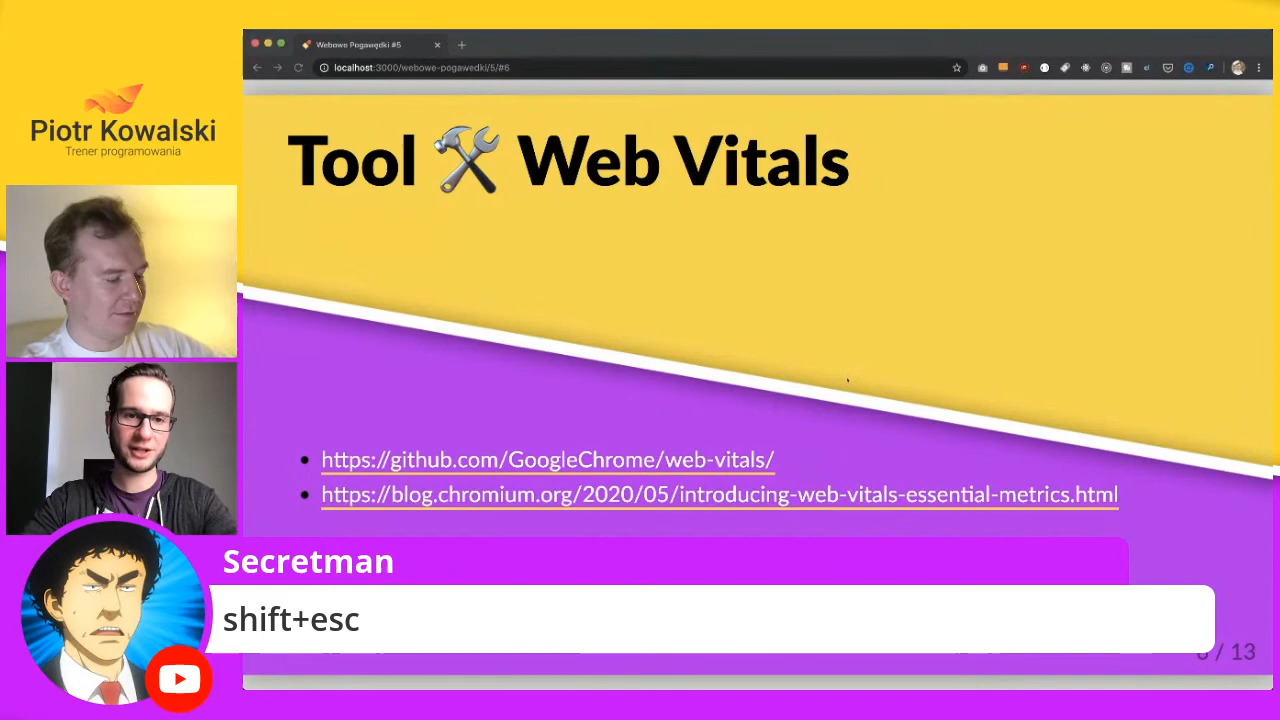 Piotr Kowalski
Trener programowania
Webowe Pogawędki #5
localhost:3000/webowe-pogawedki/5/#6
Tool 🛠 Web Vitals
https://github.com/GoogleChrome/web-vitals/
https://blog.chromium.org/2020/05/introducing-web-vitals-essential-metrics.html
Secretman
shift+esc
/ 13